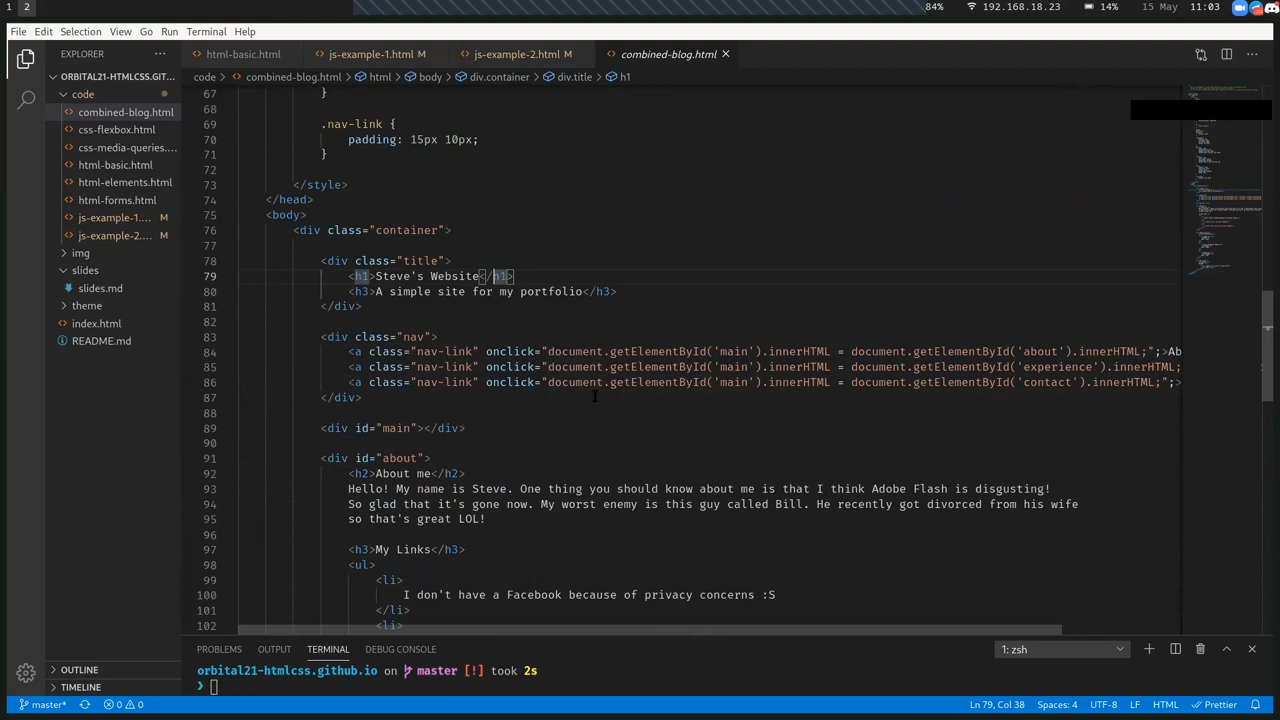 1 2 84% 192.168.18.23 14% 15 May 11:03
File Edit Selection View Go Run Terminal Help
EXPLORER ··· html-basic.html js-example-1.html M js-example-2.html M combined-blog.html
ORBITAL21-HTMLCSS.GIT... code > combined-blog.html > html > body > div.container > div.title > h1
code
combined-blog.html
css-flexbox.html
css-media-queries....
html-basic.html
html-elements.html
html-forms.html
js-example-1.... M
js-example-2.... M
img
slides
slides.md
theme
index.html
README.md
67 }
68
69 .nav-link {
70 padding: 15px 10px;
71 }
72
73 </style>
74 </head>
75 <body>
76 <div class="container">
77
78 <div class="title">
79 <h1>Steve's Website</h1>
80 <h3>A simple site for my portfolio</h3>
81 </div>
82
83 <div class="nav">
84 <a class="nav-link" onclick="document.getElementById('main').innerHTML = document.getElementById('about').innerHTML;";>Ab
85 <a class="nav-link" onclick="document.getElementById('main').innerHTML = document.getElementById('experience').innerHTML;
86 <a class="nav-link" onclick="document.getElementById('main').innerHTML = document.getElementById('contact').innerHTML;";>
87 </div>
88
89 <div id="main"></div>
90
91 <div id="about">
92 <h2>About me</h2>
93 Hello! My name is Steve. One thing you should know about me is that I think Adobe Flash is disgusting!
94 So glad that it's gone now. My worst enemy is this guy called Bill. He recently got divorced from his wife
95 so that's great LOL!
96
97 <h3>My Links</h3>
98 <ul>
99 <li>
100 I don't have a Facebook because of privacy concerns :S
101 </li>
102 <li>
PROBLEMS OUTPUT TERMINAL DEBUG CONSOLE 1: zsh
orbital21-htmlcss.github.io on master [!] took 2s
❯
OUTLINE
TIMELINE
master* 0 0 Ln 79, Col 38 Spaces: 4 UTF-8 LF HTML Prettier